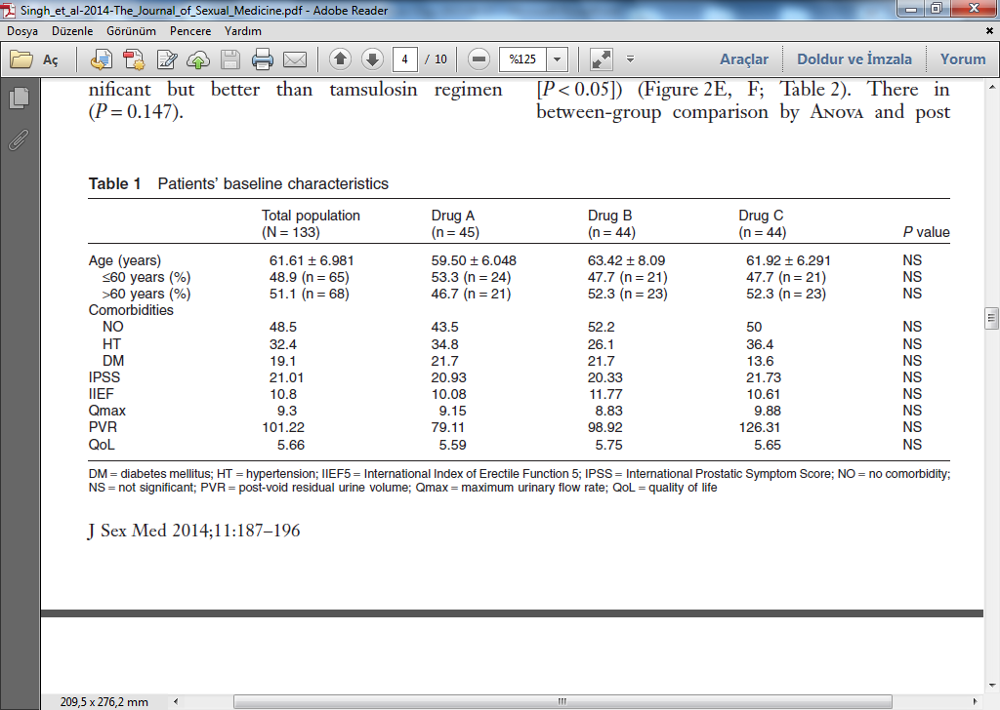 Singh_et_al-2014-The_Journal_of_Sexual_Medicine.pdf - Adobe Reader
Dosya Düzenle Görünüm Pencere Yardım
Aç 4 / 10 %125 Araçlar Doldur ve İmzala Yorum
nificant but better than tamsulosin regimen
(P = 0.147).
[P < 0.05]) (Figure 2E, F; Table 2). There in
between-group comparison by ANOVA and post
Table 1 Patients' baseline characteristics
Total population Drug A Drug B Drug C
(N = 133) (n = 45) (n = 44) (n = 44) P value
Age (years) 61.61 ± 6.981 59.50 ± 6.048 63.42 ± 8.09 61.92 ± 6.291 NS
≤60 years (%) 48.9 (n = 65) 53.3 (n = 24) 47.7 (n = 21) 47.7 (n = 21) NS
>60 years (%) 51.1 (n = 68) 46.7 (n = 21) 52.3 (n = 23) 52.3 (n = 23) NS
Comorbidities
NO 48.5 43.5 52.2 50 NS
HT 32.4 34.8 26.1 36.4 NS
DM 19.1 21.7 21.7 13.6 NS
IPSS 21.01 20.93 20.33 21.73 NS
IIEF 10.8 10.08 11.77 10.61 NS
Qmax 9.3 9.15 8.83 9.88 NS
PVR 101.22 79.11 98.92 126.31 NS
QoL 5.66 5.59 5.75 5.65 NS
DM = diabetes mellitus; HT = hypertension; IIEF5 = International Index of Erectile Function 5; IPSS = International Prostatic Symptom Score; NO = no comorbidity;
NS = not significant; PVR = post-void residual urine volume; Qmax = maximum urinary flow rate; QoL = quality of life
J Sex Med 2014;11:187–196
209,5 x 276,2 mm